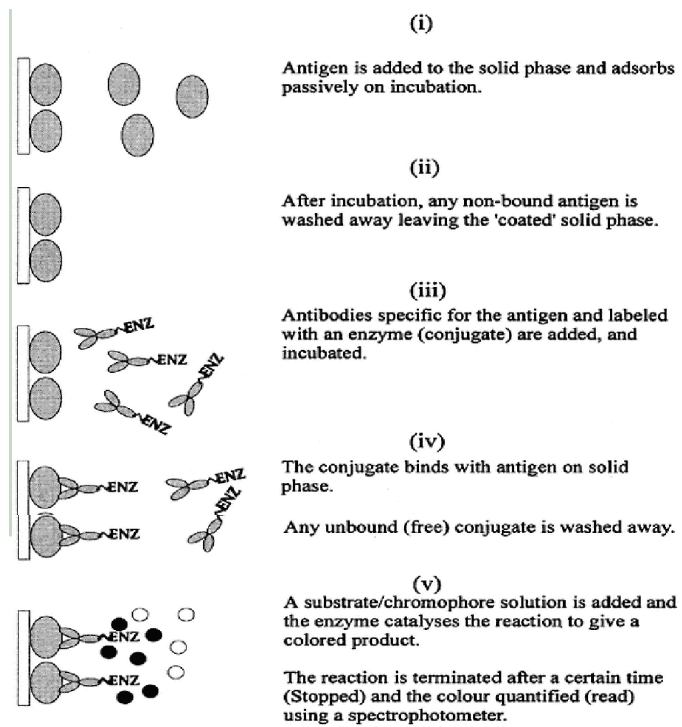 (i)
Antigen is added to the solid phase and adsorbs
passively on incubation.
(ii)
After incubation, any non-bound antigen is
washed away leaving the 'coated' solid phase.
(iii)
Antibodies specific for the antigen and labeled
with an enzyme (conjugate) are added, and
incubated.
ENZ
ENZ
ENZ
ENZ
(iv)
The conjugate binds with antigen on solid
phase.
Any unbound (free) conjugate is washed away.
ENZ
ENZ
ENZ
ENZ
(v)
A substrate/chromophore solution is added and
the enzyme catalyses the reaction to give a
colored product.
The reaction is terminated after a certain time
(Stopped) and the colour quantified (read)
using a spectrophotometer.
ENZ
ENZ